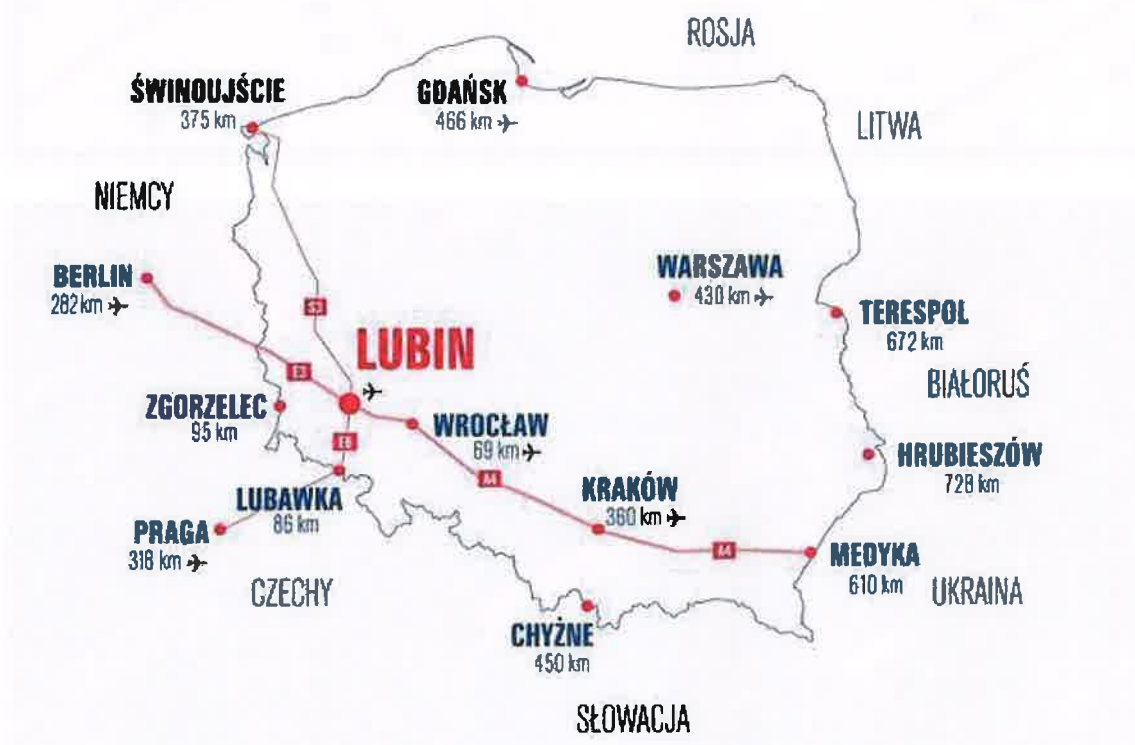 ROSJA
ŚWINOUJŚCIE
375 km
GDAŃSK
466 km
LITWA
NIEMCY
BERLIN
282 km
WARSZAWA
430 km
S3
TERESPOL
672 km
LUBIN
E3
BIAŁORUŚ
ZGORZELEC
95 km
WROCŁAW
69 km
E6
HRUBIESZÓW
728 km
A4
KRAKÓW
360 km
LUBAWKA
86 km
PRAGA
318 km
A4
MEDYKA
610 km
CZECHY
UKRAINA
CHYŻNE
450 km
SŁOWACJA